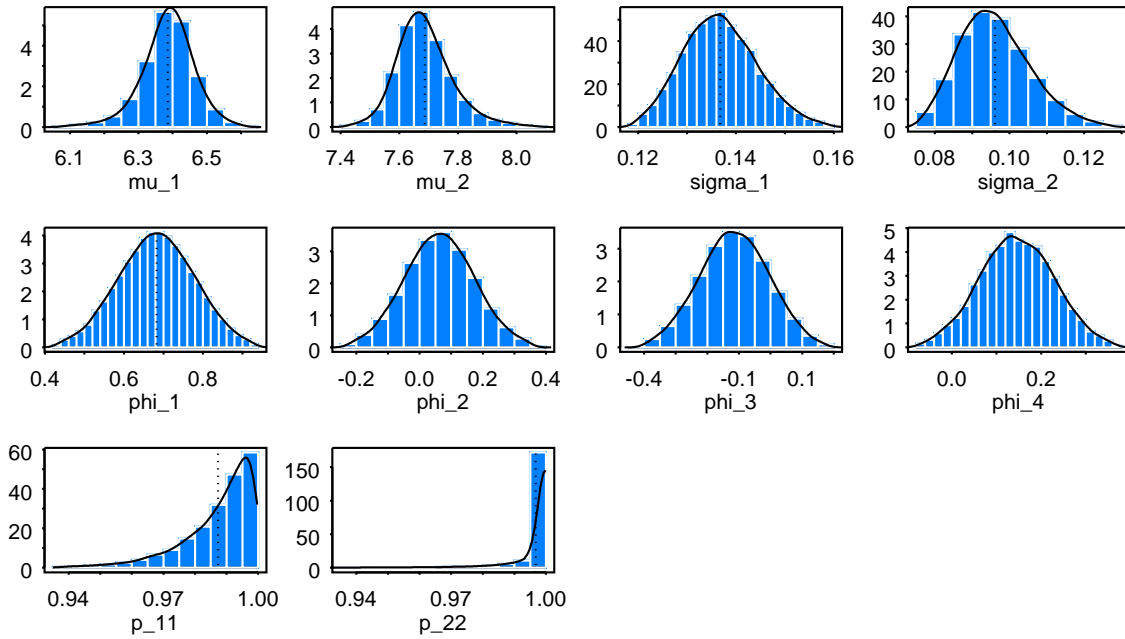 0 2 4
6.1 6.3 6.5
mu_1
0 1 2 3 4
7.4 7.6 7.8 8.0
mu_2
0 20 40
0.12 0.14 0.16
sigma_1
0 10 20 30 40
0.08 0.10 0.12
sigma_2
0 1 2 3 4
0.4 0.6 0.8
phi_1
0 1 2 3
-0.2 0.0 0.2 0.4
phi_2
0 1 2 3
-0.4 -0.1 0.1
phi_3
0 1 2 3 4 5
0.0 0.2
phi_4
0 20 40 60
0.94 0.97 1.00
p_11
0 50 100 150
0.94 0.97 1.00
p_22